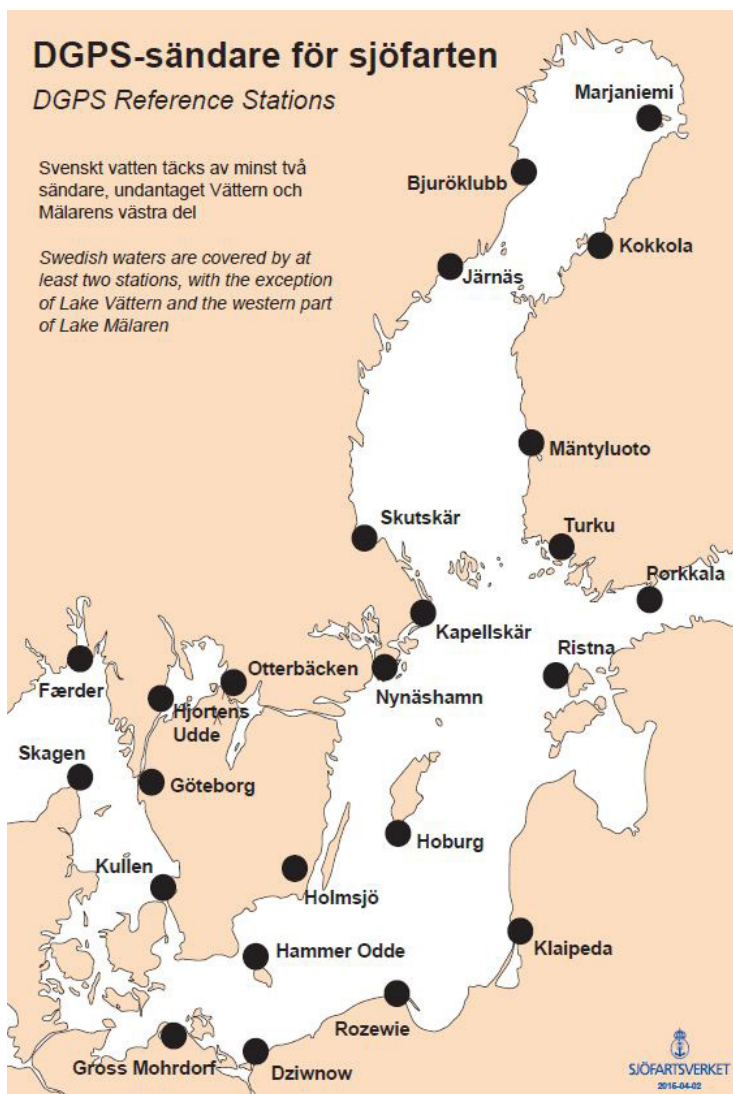 DGPS-sändare för sjöfarten
DGPS Reference Stations
Svenskt vatten täcks av minst två
sändare, undantaget Vättern och
Mälarens västra del
Swedish waters are covered by at
least two stations, with the exception
of Lake Vättern and the western part
of Lake Mälaren
Marjaniemi
Bjuröklubb
Kokkola
Järnäs
Mäntyluoto
Skutskär
Turku
Porkkala
Kapellskär
Ristna
Otterbäcken
Færder
Nynäshamn
Hjortens
Udde
Skagen
Göteborg
Hoburg
Kullen
Holmsjö
Hammer Odde
Klaipeda
Rozewie
Gross Mohrdorf
Dziwnow
SJÖFARTSVERKET
2015-04-02